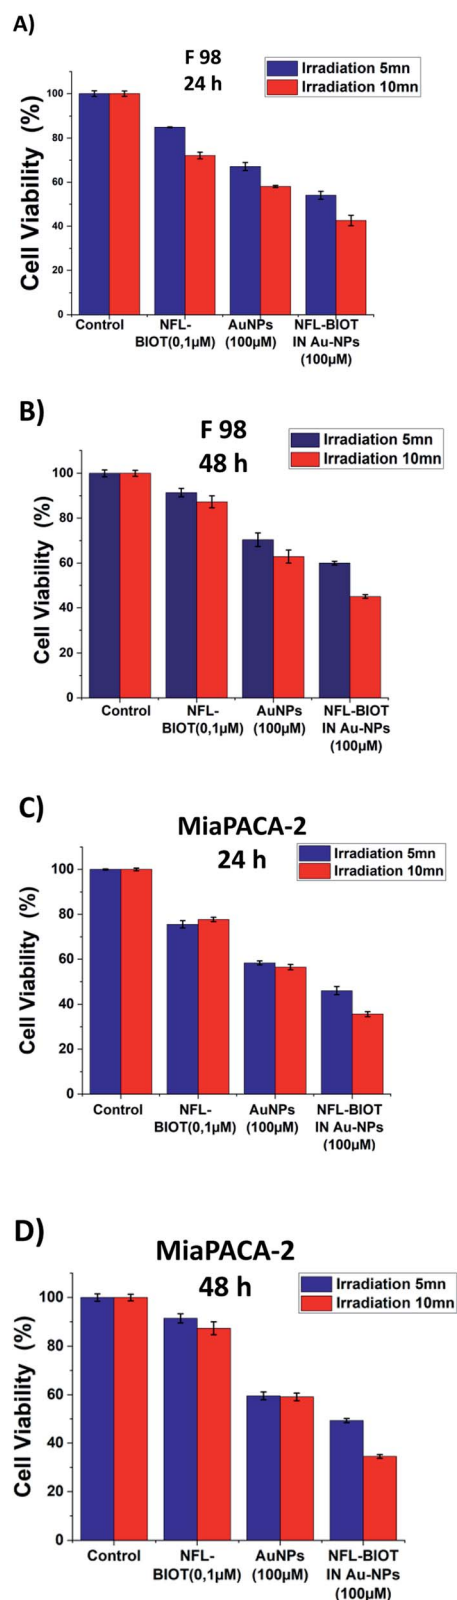 A)
F 98
24 h
Irradiation 5mn
Irradiation 10mn
Cell Viability (%)
100
80
60
40
20
0
Control
NFL-
BIOT(0,1µM)
AuNPs
(100µM)
NFL-BIOT
IN Au-NPs
(100µM)
B)
F 98
48 h
Irradiation 5mn
Irradiation 10mn
Cell Viability (%)
100
80
60
40
20
0
Control
NFL-
BIOT(0,1µM)
AuNPs
(100µM)
NFL-BIOT
IN Au-NPs
(100µM)
C)
MiaPACA-2
24 h
Irradiation 5mn
Irradiation 10mn
Cell Viability (%)
100
80
60
40
20
0
Control
NFL-
BIOT(0,1µM)
AuNPs
(100µM)
NFL-BIOT
IN Au-NPs
(100µM)
D)
MiaPACA-2
48 h
Irradiation 5mn
Irradiation 10mn
Cell Viability (%)
100
80
60
40
20
0
Control
NFL-
BIOT(0,1µM)
AuNPs
(100µM)
NFL-BIOT
IN Au-NPs
(100µM)